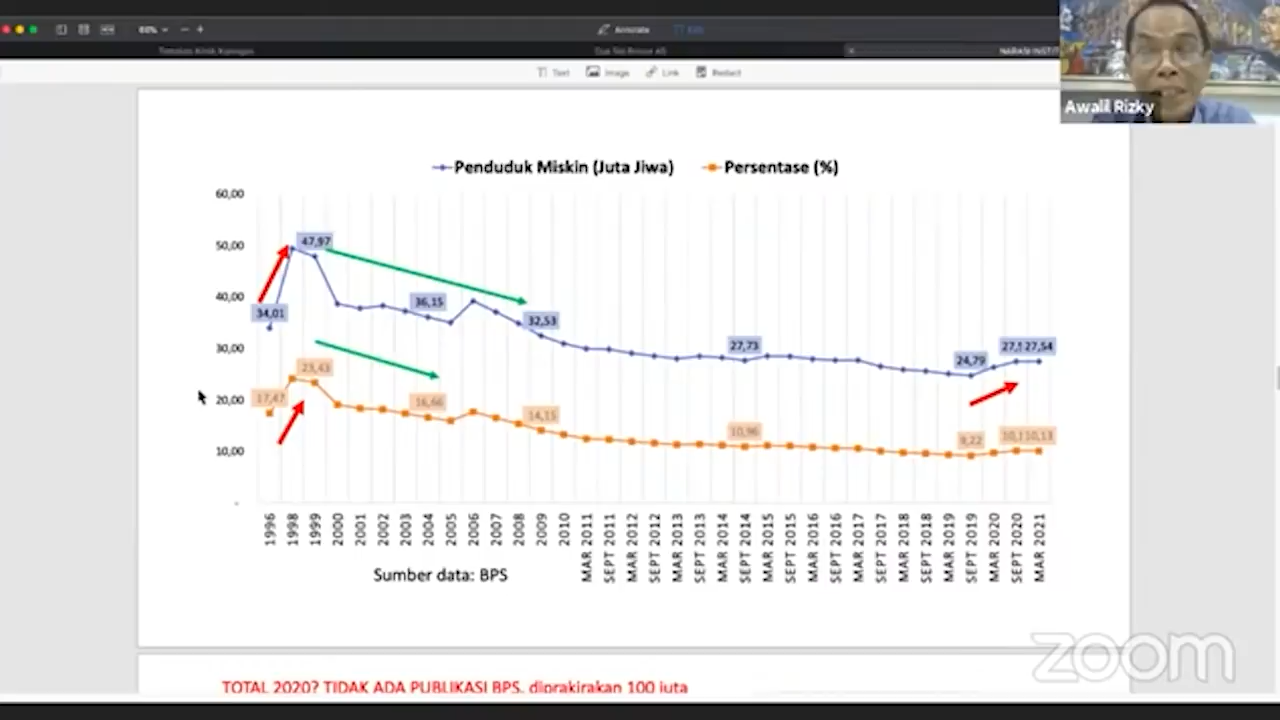 60%
Annotate
Edit
Text Image Link Redact
Awalil Rizky
Penduduk Miskin (Juta Jiwa) Persentase (%)
60,00
50,00
40,00
30,00
20,00
10,00
-
34,01
47,97
36,15
32,53
27,73
24,79
27,54
17,47
23,43
16,66
14,15
10,96
9,22
10,13
1996
1998
1999
2000
2001
2002
2003
2004
2005
2006
2007
2008
2009
2010
MAR 2011
SEPT 2011
MAR 2012
SEPT 2012
MAR 2013
SEPT 2013
MAR 2014
SEPT 2014
MAR 2015
SEPT 2015
MAR 2016
SEPT 2016
MAR 2017
SEPT 2017
MAR 2018
SEPT 2018
MAR 2019
SEPT 2019
MAR 2020
SEPT 2020
MAR 2021
Sumber data: BPS
zoom
TOTAL 2020? TIDAK ADA PUBLIKASI BPS, diprakirakan 100 juta